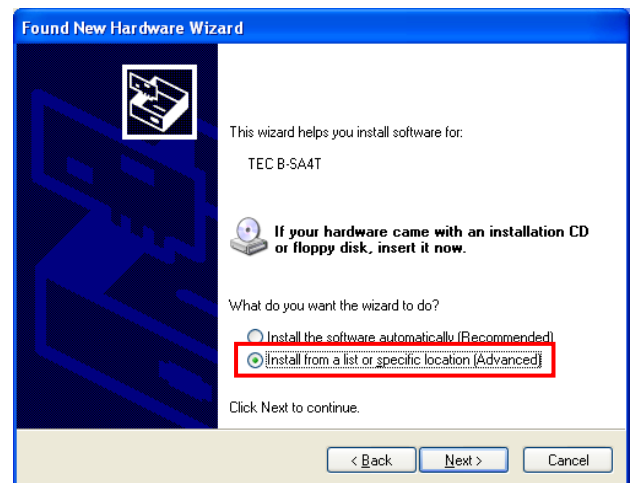 Found New Hardware Wizard
This wizard helps you install software for:
TEC B-SA4T
If your hardware came with an installation CD
or floppy disk, insert it now.
What do you want the wizard to do?
Install the software automatically (Recommended)
Install from a list or specific location (Advanced)
Click Next to continue.
< Back Next > Cancel